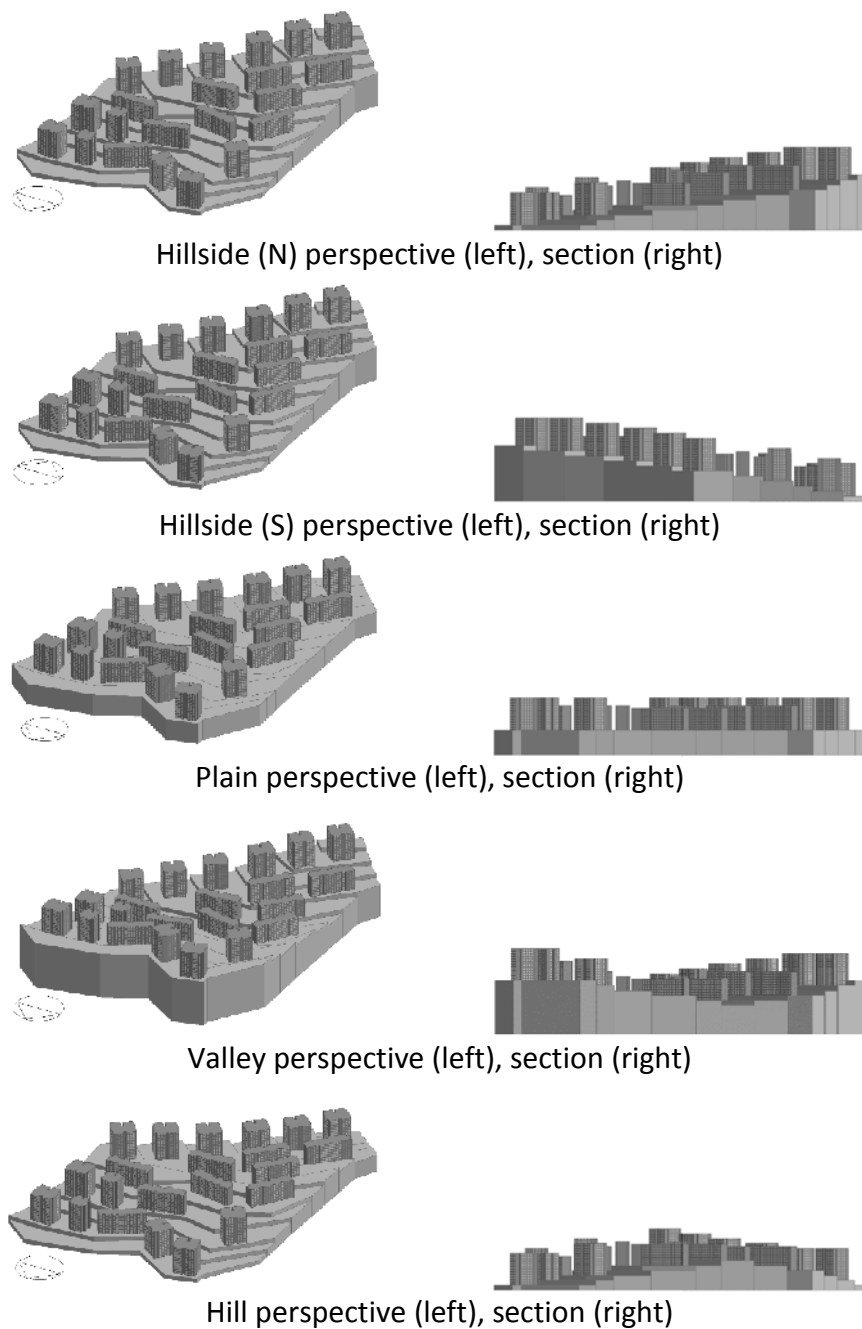 Hillside (N) perspective (left), section (right)
Hillside (S) perspective (left), section (right)
Plain perspective (left), section (right)
Valley perspective (left), section (right)
Hill perspective (left), section (right)